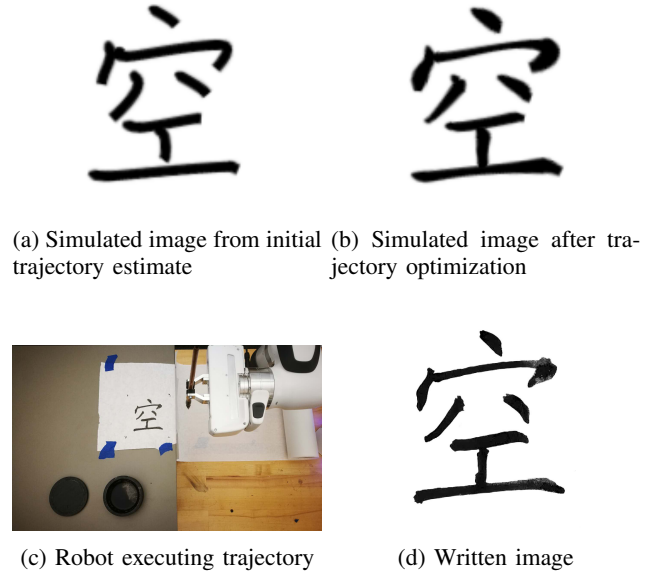 空
空
(a) Simulated image from initial
trajectory estimate
(b) Simulated image after tra-
jectory optimization
空
空
(c) Robot executing trajectory
(d) Written image